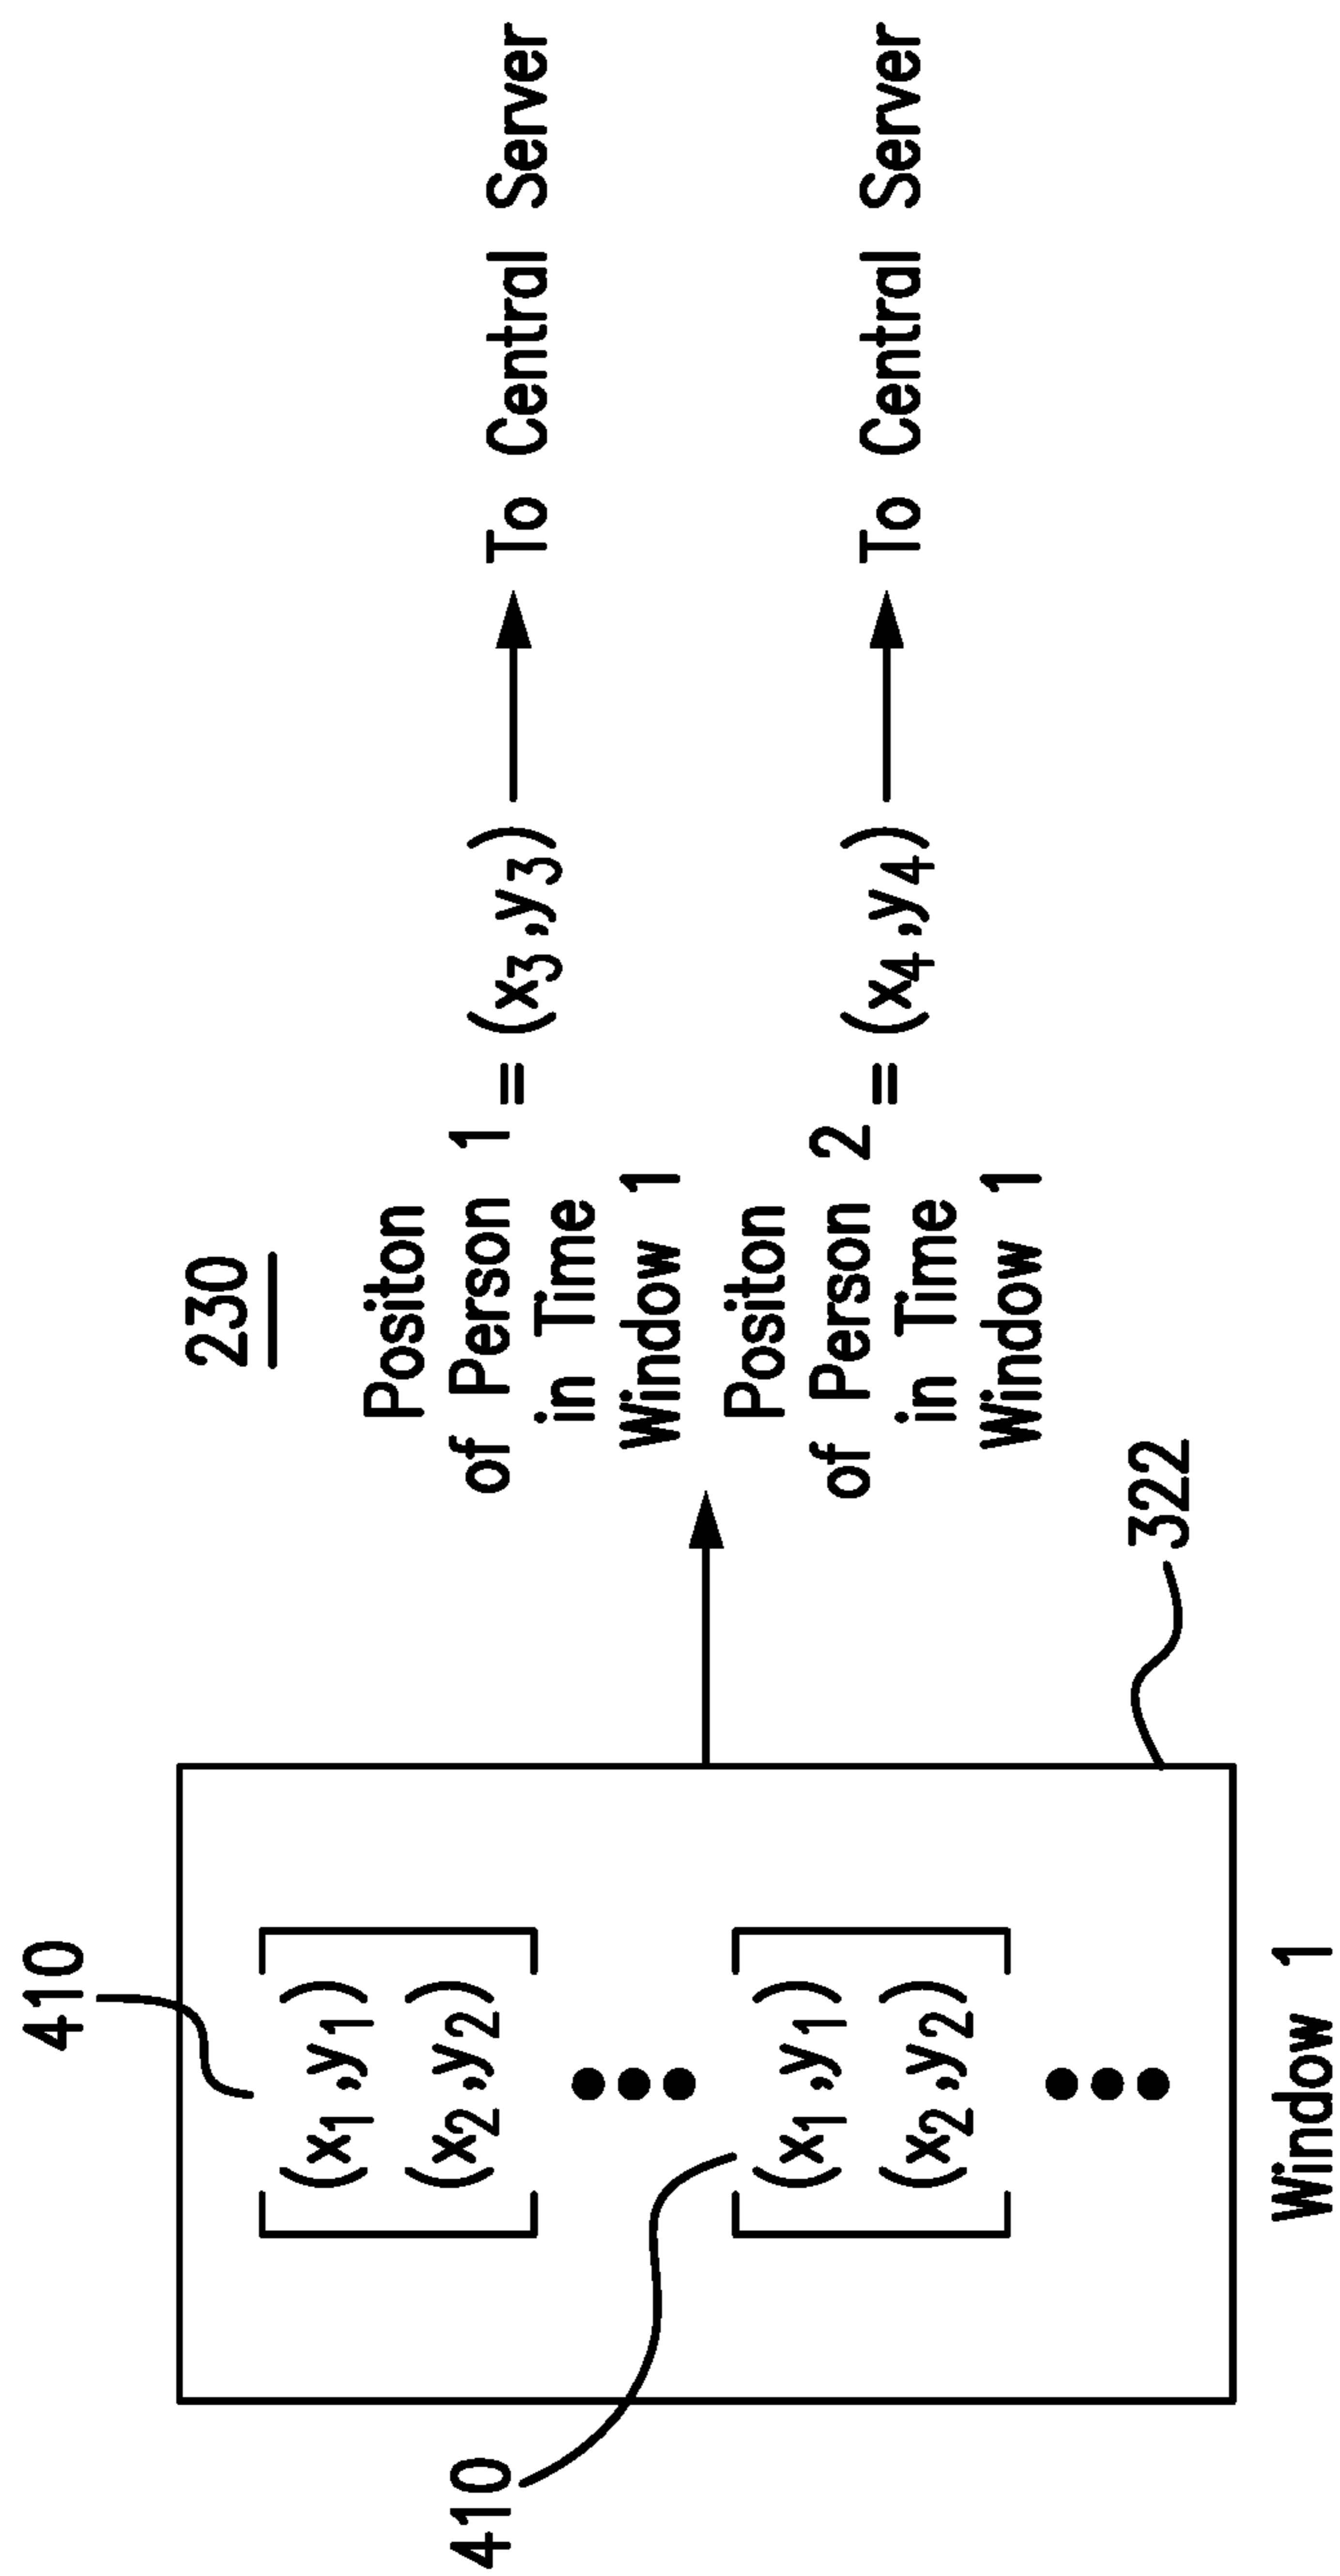 230
410
(x1,y1)
(x2,y2)
410
(x1,y1)
(x2,y2)
Window 1
322
Positon
of Person 1 = (x3,y3)
in Time
Window 1
To Central Server
Positon
of Person 2 = (x4,y4)
in Time
Window 1
To Central Server